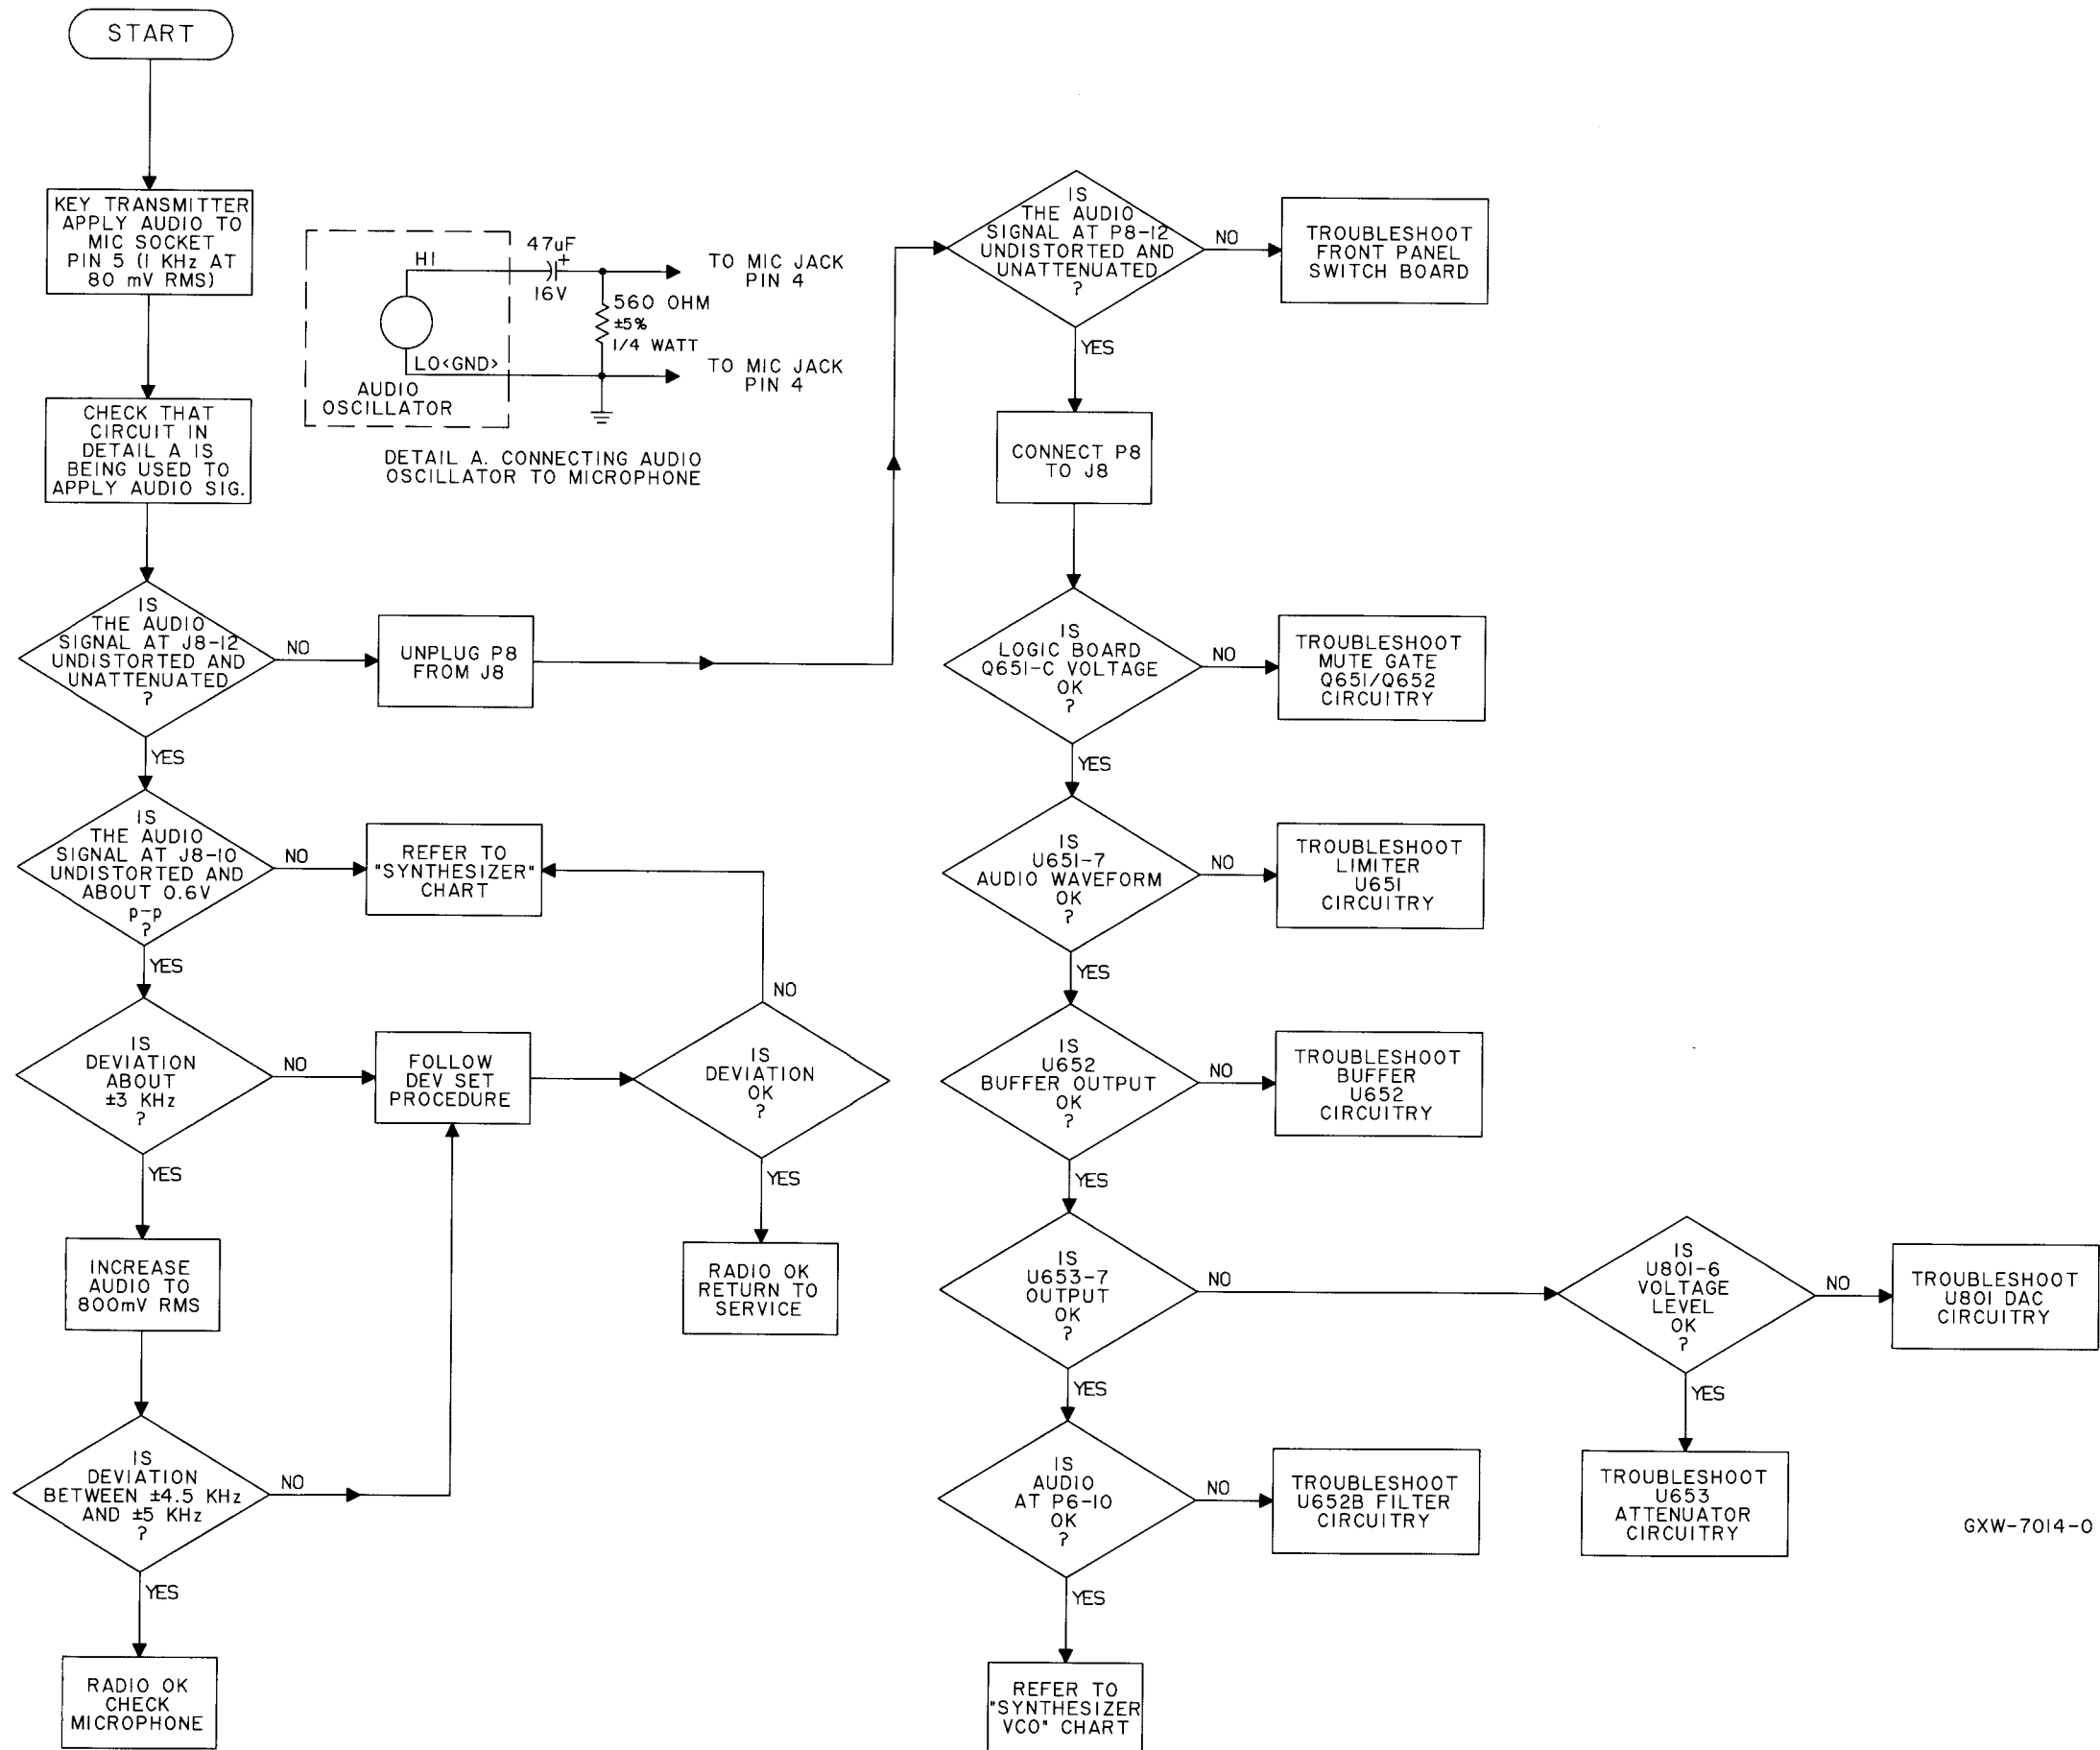 START
KEY TRANSMITTER
APPLY AUDIO TO
MIC SOCKET
PIN 5 (1 KHz AT
80 mV RMS)
CHECK THAT
CIRCUIT IN
DETAIL A IS
BEING USED TO
APPLY AUDIO SIG.
HI
47uF
+
16V
TO MIC JACK
PIN 4
560 OHM
±5%
1/4 WATT
LO<GND>
TO MIC JACK
PIN 4
AUDIO
OSCILLATOR
DETAIL A. CONNECTING AUDIO
OSCILLATOR TO MICROPHONE
IS
THE AUDIO
SIGNAL AT J8-12
UNDISTORTED AND
UNATTENUATED
?
NO
UNPLUG P8
FROM J8
YES
IS
THE AUDIO
SIGNAL AT J8-10
UNDISTORTED AND
ABOUT 0.6V
p-p
?
NO
REFER TO
"SYNTHESIZER"
CHART
YES
IS
DEVIATION
ABOUT
±3 KHz
?
NO
FOLLOW
DEV SET
PROCEDURE
NO
IS
DEVIATION
OK
?
YES
RADIO OK
RETURN TO
SERVICE
YES
INCREASE
AUDIO TO
800mV RMS
IS
DEVIATION
BETWEEN ±4.5 KHz
AND ±5 KHz
?
NO
YES
RADIO OK
CHECK
MICROPHONE
IS
THE AUDIO
SIGNAL AT P8-12
UNDISTORTED AND
UNATTENUATED
?
NO
TROUBLESHOOT
FRONT PANEL
SWITCH BOARD
YES
CONNECT P8
TO J8
IS
LOGIC BOARD
Q651-C VOLTAGE
OK
?
NO
TROUBLESHOOT
MUTE GATE
Q651/Q652
CIRCUITRY
YES
IS
U651-7
AUDIO WAVEFORM
OK
?
NO
TROUBLESHOOT
LIMITER
U651
CIRCUITRY
YES
IS
U652
BUFFER OUTPUT
OK
?
NO
TROUBLESHOOT
BUFFER
U652
CIRCUITRY
YES
IS
U653-7
OUTPUT
OK
?
NO
IS
U801-6
VOLTAGE
LEVEL
OK
?
NO
TROUBLESHOOT
U801 DAC
CIRCUITRY
YES
TROUBLESHOOT
U653
ATTENUATOR
CIRCUITRY
YES
IS
AUDIO
AT P6-10
OK
?
NO
TROUBLESHOOT
U652B FILTER
CIRCUITRY
YES
REFER TO
"SYNTHESIZER
VCO" CHART
GXW-7014-0